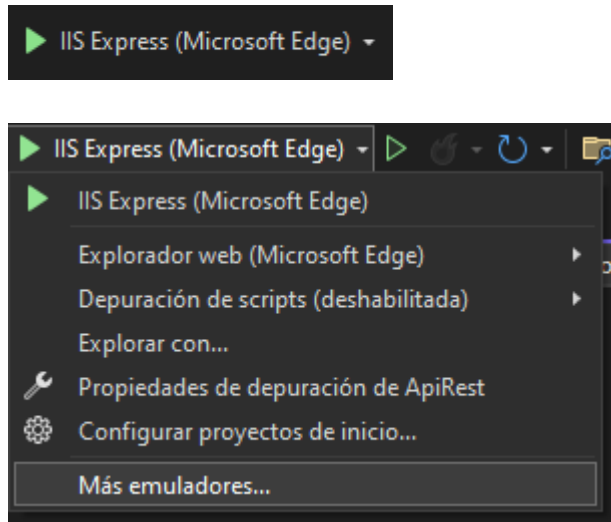 IIS Express (Microsoft Edge)
IIS Express (Microsoft Edge)
IIS Express (Microsoft Edge)
Explorador web (Microsoft Edge)
Depuración de scripts (deshabilitada)
Explorar con...
Propiedades de depuración de ApiRest
Configurar proyectos de inicio...
Más emuladores...